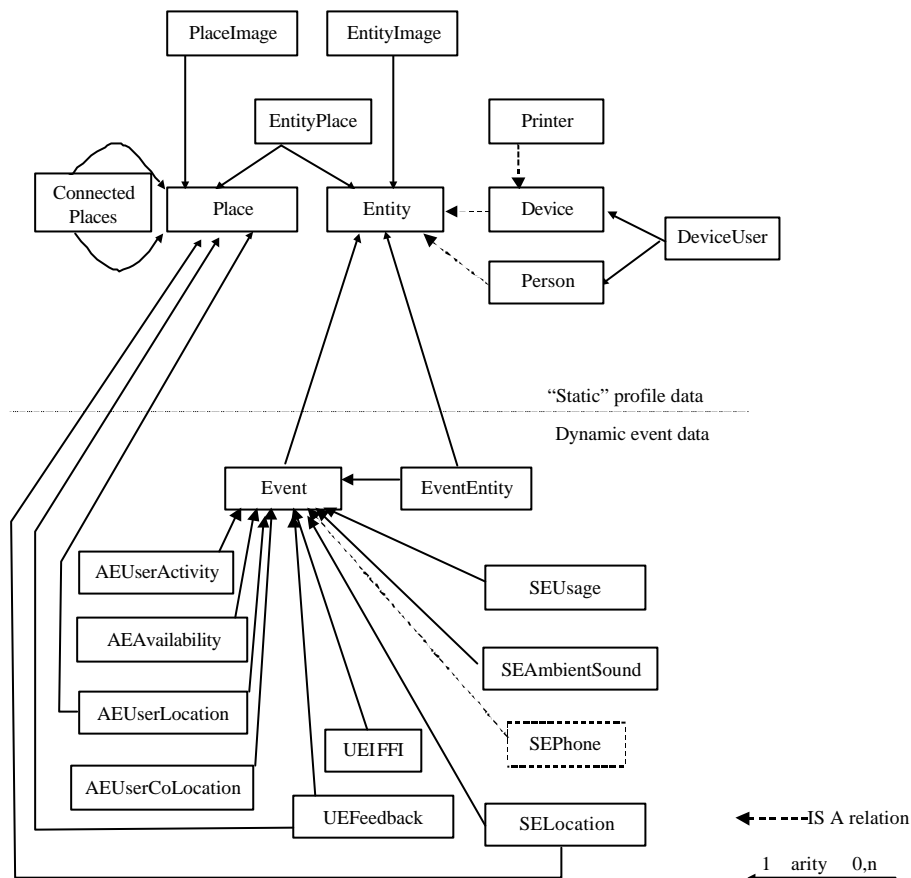 PlaceImage
EntityImage
EntityPlace
Printer
Connected
Places
Place
Entity
Device
DeviceUser
Person
“Static” profile data
Dynamic event data
Event
EventEntity
AEUserActivity
SEUsage
AEAvailability
SEAmbientSound
AEUserLocation
SEPhone
UEIFFI
AEUserCoLocation
UEFeedback
SELocation
IS A relation
1 arity 0,n